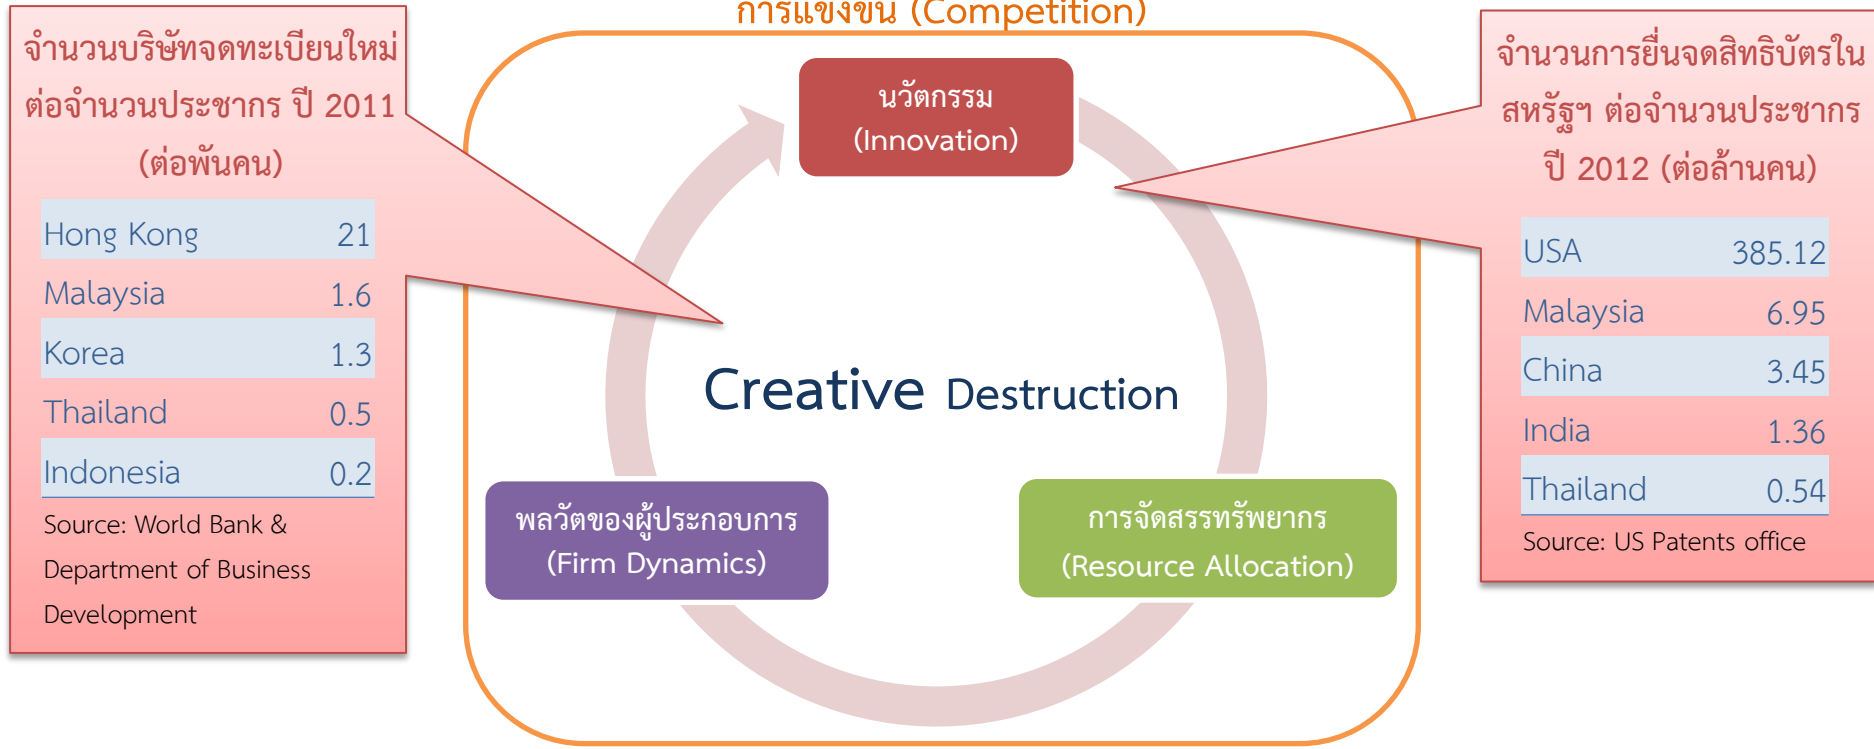 การแข่งขัน (Competition)
จำนวนบริษัทจดทะเบียนใหม่
ต่อจำนวนประชากร ปี 2011
(ต่อพันคน)
Hong Kong 21
Malaysia 1.6
Korea 1.3
Thailand 0.5
Indonesia 0.2
Source: World Bank &
Department of Business
Development
นวัตกรรม
(Innovation)
Creative Destruction
พลวัตของผู้ประกอบการ
(Firm Dynamics)
การจัดสรรทรัพยากร
(Resource Allocation)
จำนวนการยื่นจดสิทธิบัตรใน
สหรัฐฯ ต่อจำนวนประชากร
ปี 2012 (ต่อล้านคน)
USA 385.12
Malaysia 6.95
China 3.45
India 1.36
Thailand 0.54
Source: US Patents office